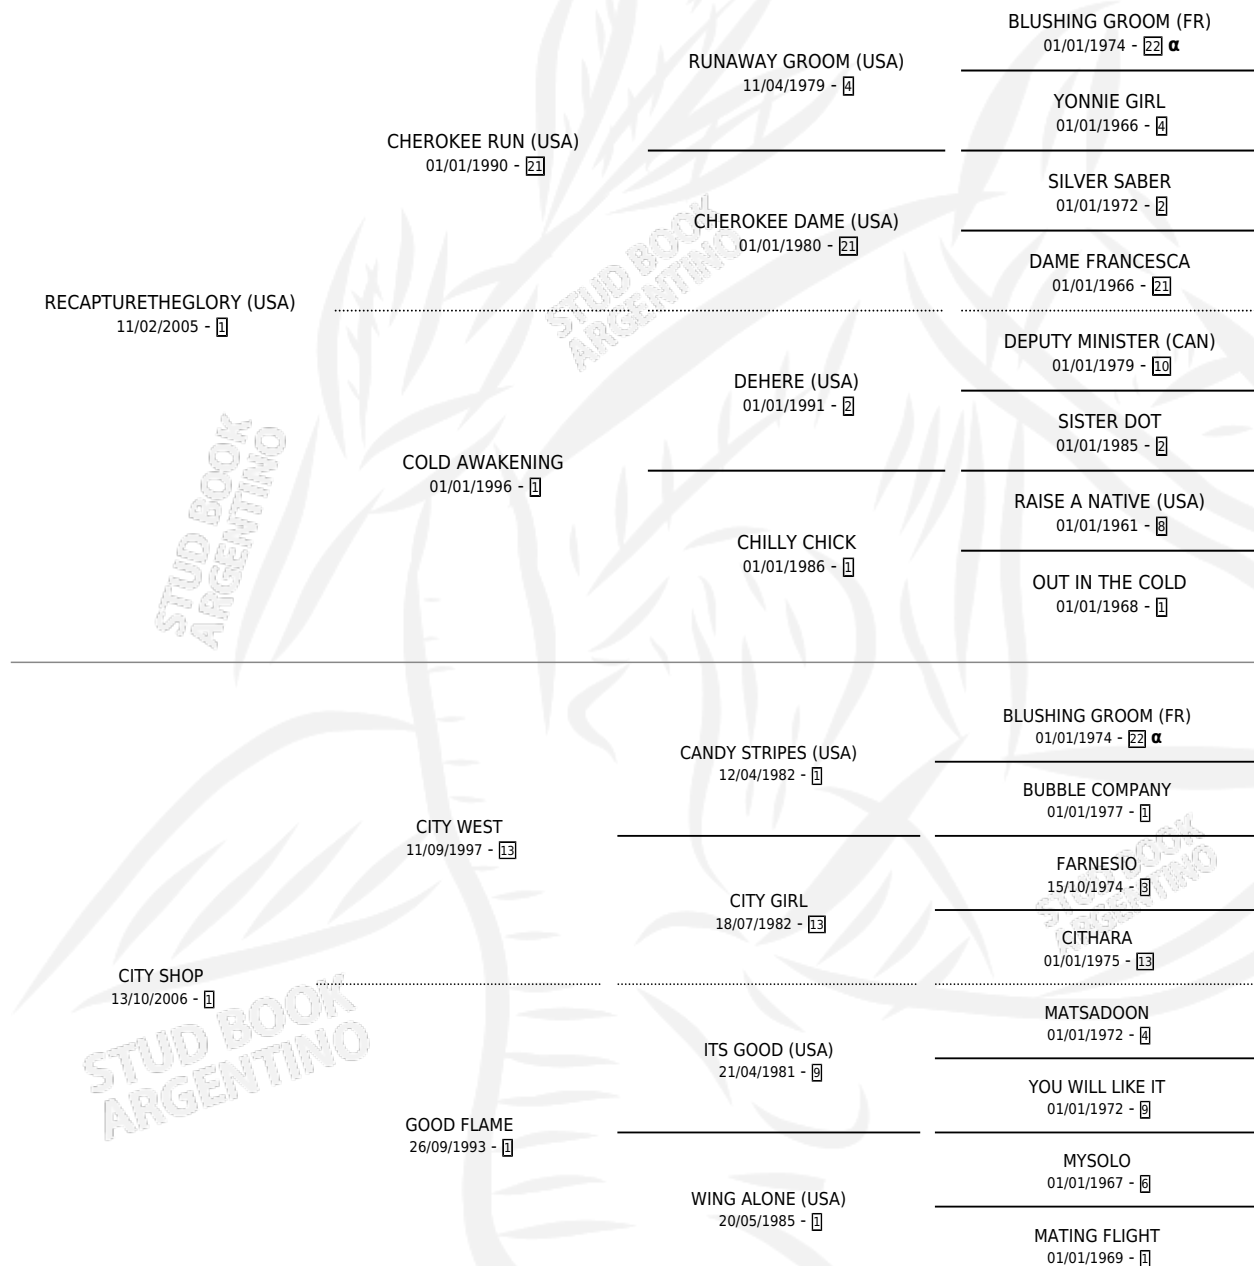 BLUSHING GROOM (FR)
01/01/1974 - 22 α
RUNAWAY GROOM (USA)
11/04/1979 - 4
YONNIE GIRL
01/01/1966 - 4
CHEROKEE RUN (USA)
01/01/1990 - 21
SILVER SABER
01/01/1972 - 2
CHEROKEE DAME (USA)
01/01/1980 - 21
DAME FRANCESCA
01/01/1966 - 21
RECAPTURETHEGLORY (USA)
11/02/2005 - 1
DEPUTY MINISTER (CAN)
01/01/1979 - 10
DEHERE (USA)
01/01/1991 - 2
SISTER DOT
01/01/1985 - 2
COLD AWAKENING
01/01/1996 - 1
RAISE A NATIVE (USA)
01/01/1961 - 8
CHILLY CHICK
01/01/1986 - 1
OUT IN THE COLD
01/01/1968 - 1
BLUSHING GROOM (FR)
01/01/1974 - 22 α
CANDY STRIPES (USA)
12/04/1982 - 1
BUBBLE COMPANY
01/01/1977 - 1
CITY WEST
11/09/1997 - 13
FARNESIO
15/10/1974 - 3
CITY GIRL
18/07/1982 - 13
CITHARA
01/01/1975 - 13
CITY SHOP
13/10/2006 - 1
MATSADOON
01/01/1972 - 4
ITS GOOD (USA)
21/04/1981 - 9
YOU WILL LIKE IT
01/01/1972 - 9
GOOD FLAME
26/09/1993 - 1
MYSOLO
01/01/1967 - 6
WING ALONE (USA)
20/05/1985 - 1
MATING FLIGHT
01/01/1969 - 1
STUD BOOK
ARGENTINO
STUD BOOK
ARGENTINO
STUD BOOK
ARGENTINO
STUD BOOK
ARGENTINO